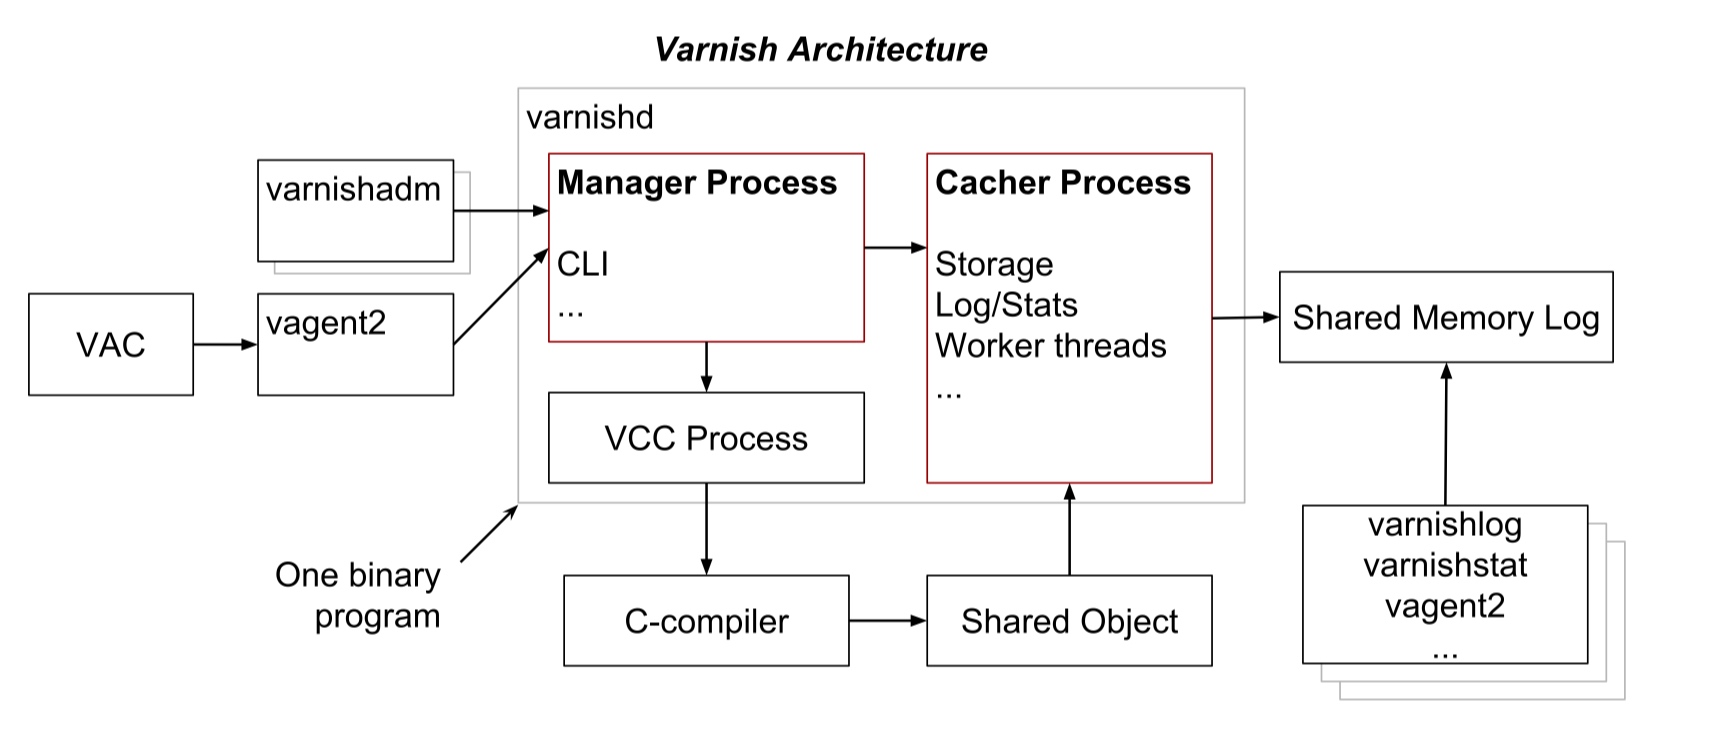 Varnish Architecture
varnishd
varnishadm
Manager Process
CLI
...
Cacher Process
Storage
Log/Stats
Worker threads
...
VAC
vagent2
Shared Memory Log
VCC Process
One binary
program
C-compiler
Shared Object
varnishlog
varnishstat
vagent2
...